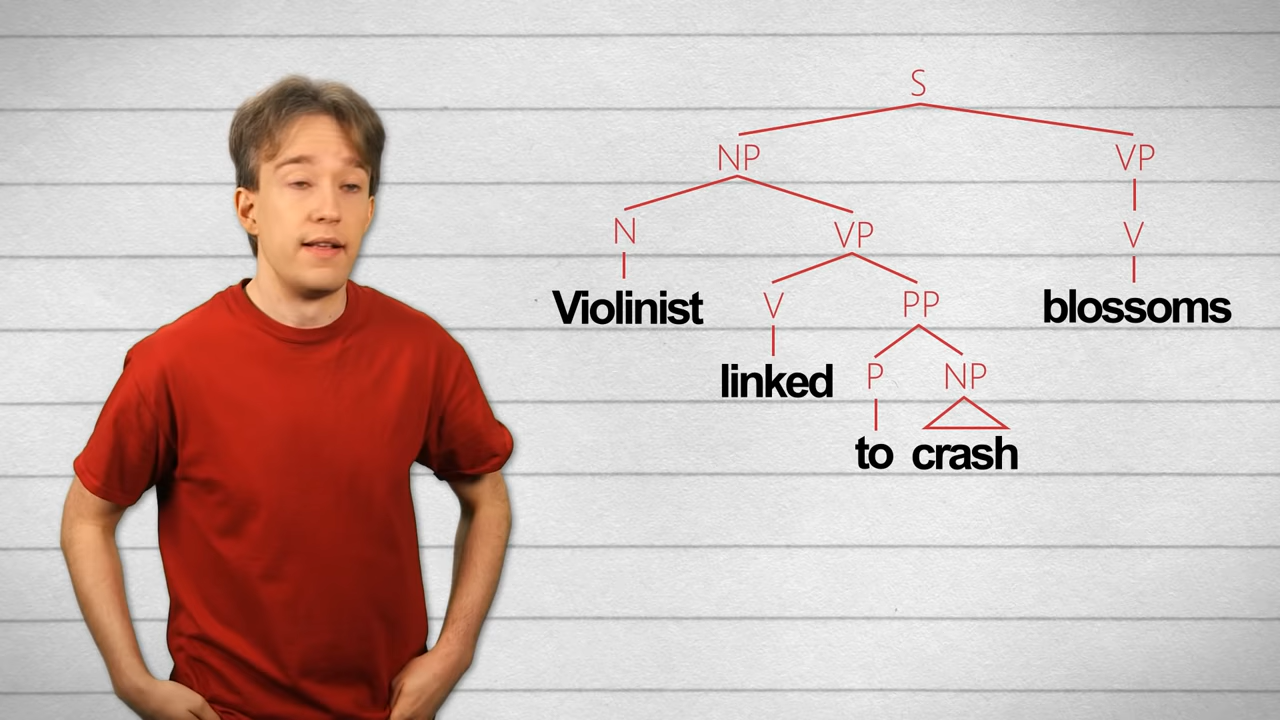 S
NP VP
N VP V
Violinist V PP blossoms
linked P NP
to crash